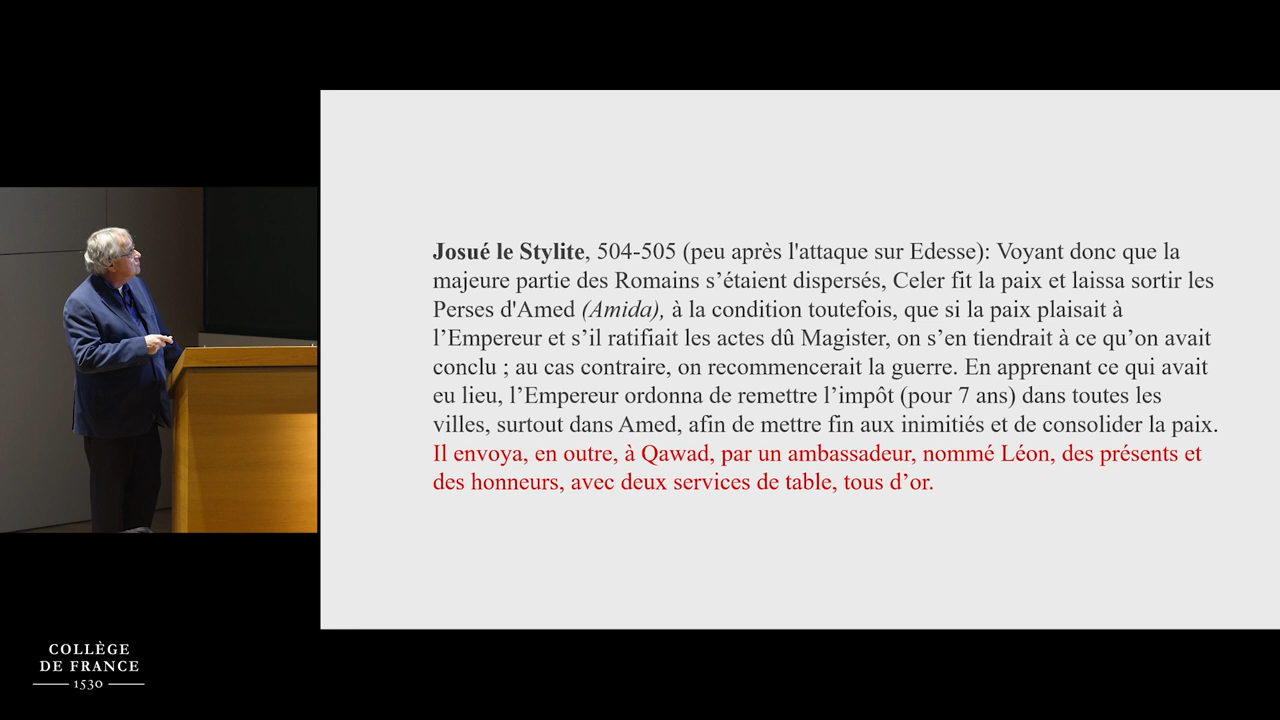 Josué le Stylite, 504-505 (peu après l'attaque sur Edesse): Voyant donc que la
majeure partie des Romains s’étaient dispersés, Celer fit la paix et laissa sortir les
Perses d'Amed (Amida), à la condition toutefois, que si la paix plaisait à
l’Empereur et s’il ratifiait les actes dû Magister, on s’en tiendrait à ce qu’on avait
conclu ; au cas contraire, on recommencerait la guerre. En apprenant ce qui avait
eu lieu, l’Empereur ordonna de remettre l’impôt (pour 7 ans) dans toutes les
villes, surtout dans Amed, afin de mettre fin aux inimitiés et de consolider la paix.
Il envoya, en outre, à Qawad, par un ambassadeur, nommé Léon, des présents et
des honneurs, avec deux services de table, tous d’or.
COLLÈGE
DE FRANCE
1530